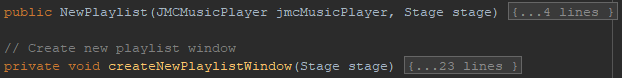 public NewPlaylist(JMCMusicPlayer jmcMusicPlayer, Stage stage) {...4 lines }
// Create new playlist window
private void createNewPlaylistWindow(Stage stage) {...23 lines }